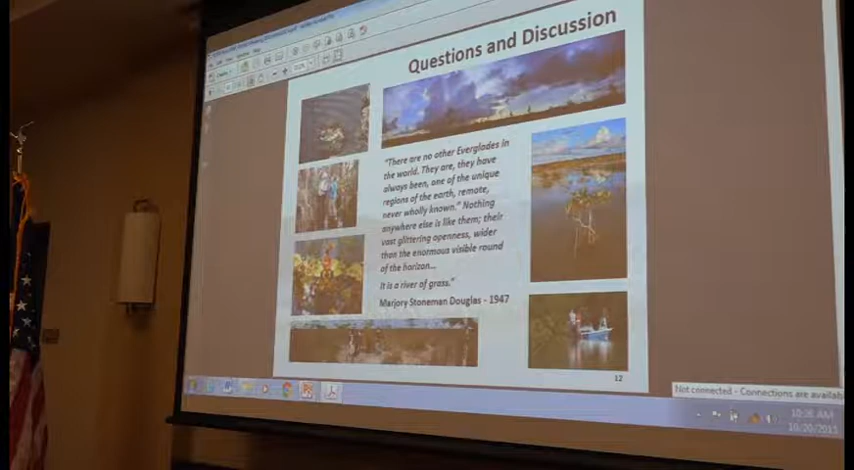 Questions and Discussion
"There are no other Everglades in
the world. They are, they have
always been, one of the unique
regions of the earth, remote,
never wholly known." Nothing
anywhere else is like them; their
vast glittering openness, wider
than the enormous visible round
of the horizon...
It is a river of grass."
Marjory Stoneman Douglas - 1947
12
Not connected - Connections are availab
AM